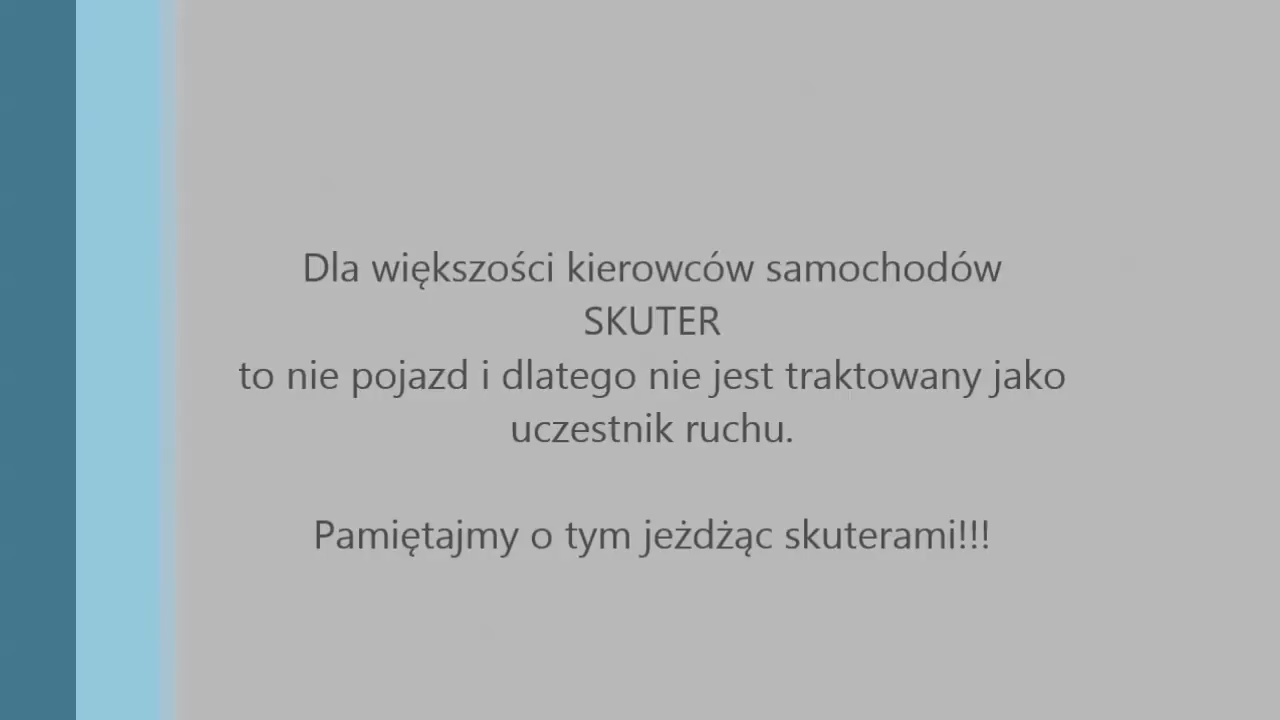 Dla większości kierowców samochodów
SKUTER
to nie pojazd i dlatego nie jest traktowany jako
uczestnik ruchu.
Pamiętajmy o tym jeżdżąc skuterami!!!